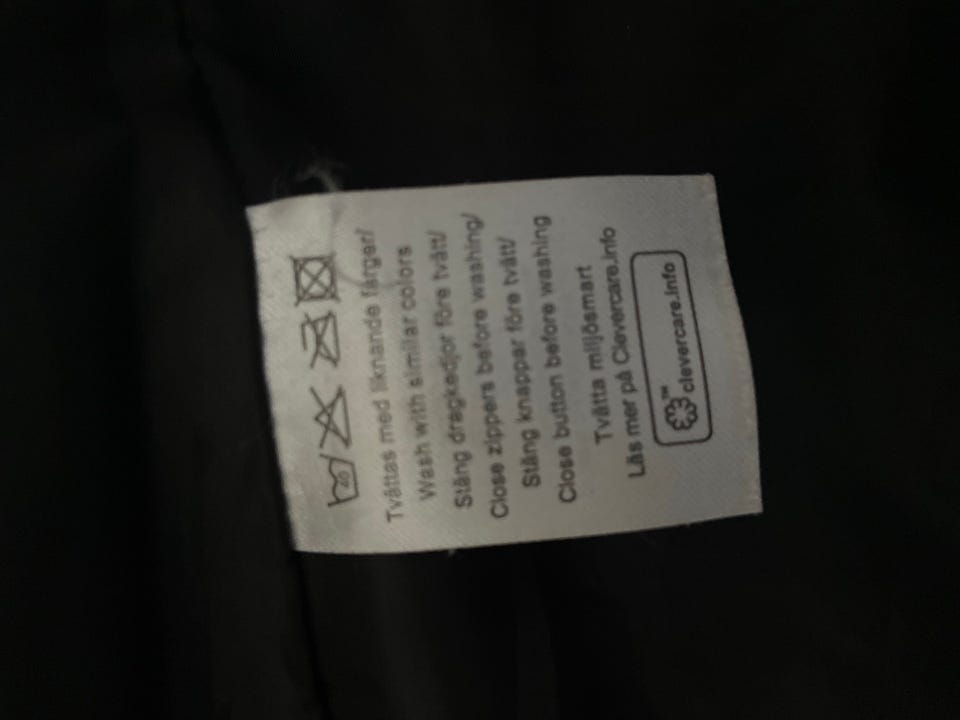 Tvättas med liknande färger/
Wash with similar colors
Stäng dragkedjor före tvätt/
Close zippers before washing/
Stäng knappar före tvätt/
Close button before washing
Tvätta miljösmart
Läs mer på Clevercare.info
clevercare.info